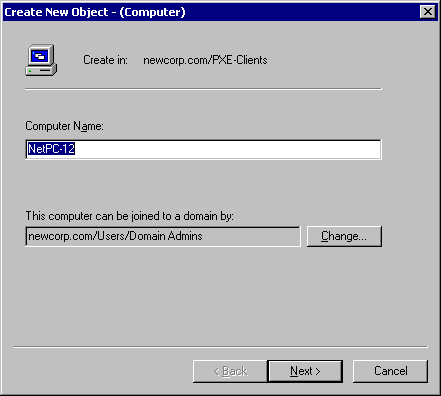 Create New Object - (Computer)
Create in: newcorp.com/PXE-Clients
Computer Name:
NetPC-12
This computer can be joined to a domain by:
newcorp.com/Users/Domain Admins
Change...
< Back Next > Cancel